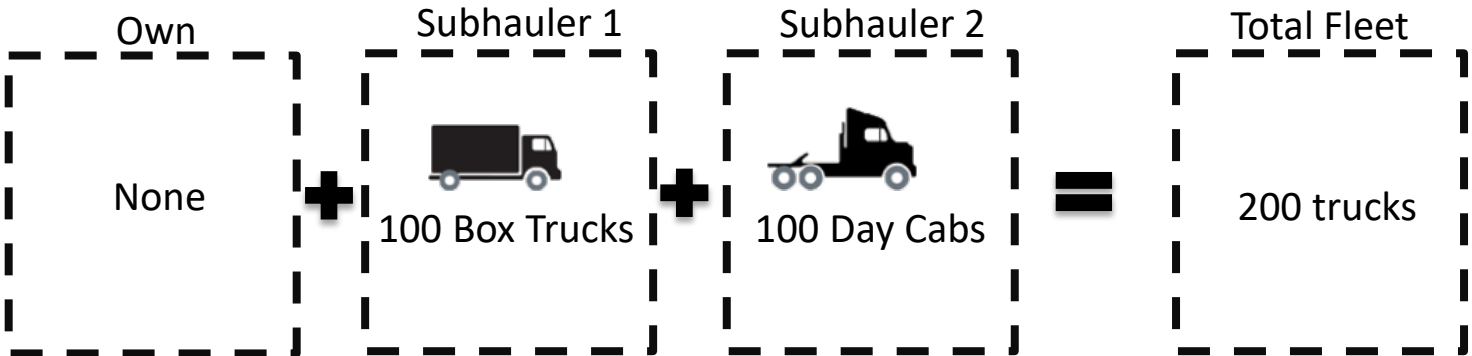 Own
Subhauler 1
Subhauler 2
Total Fleet
None
100 Box Trucks
100 Day Cabs
200 trucks